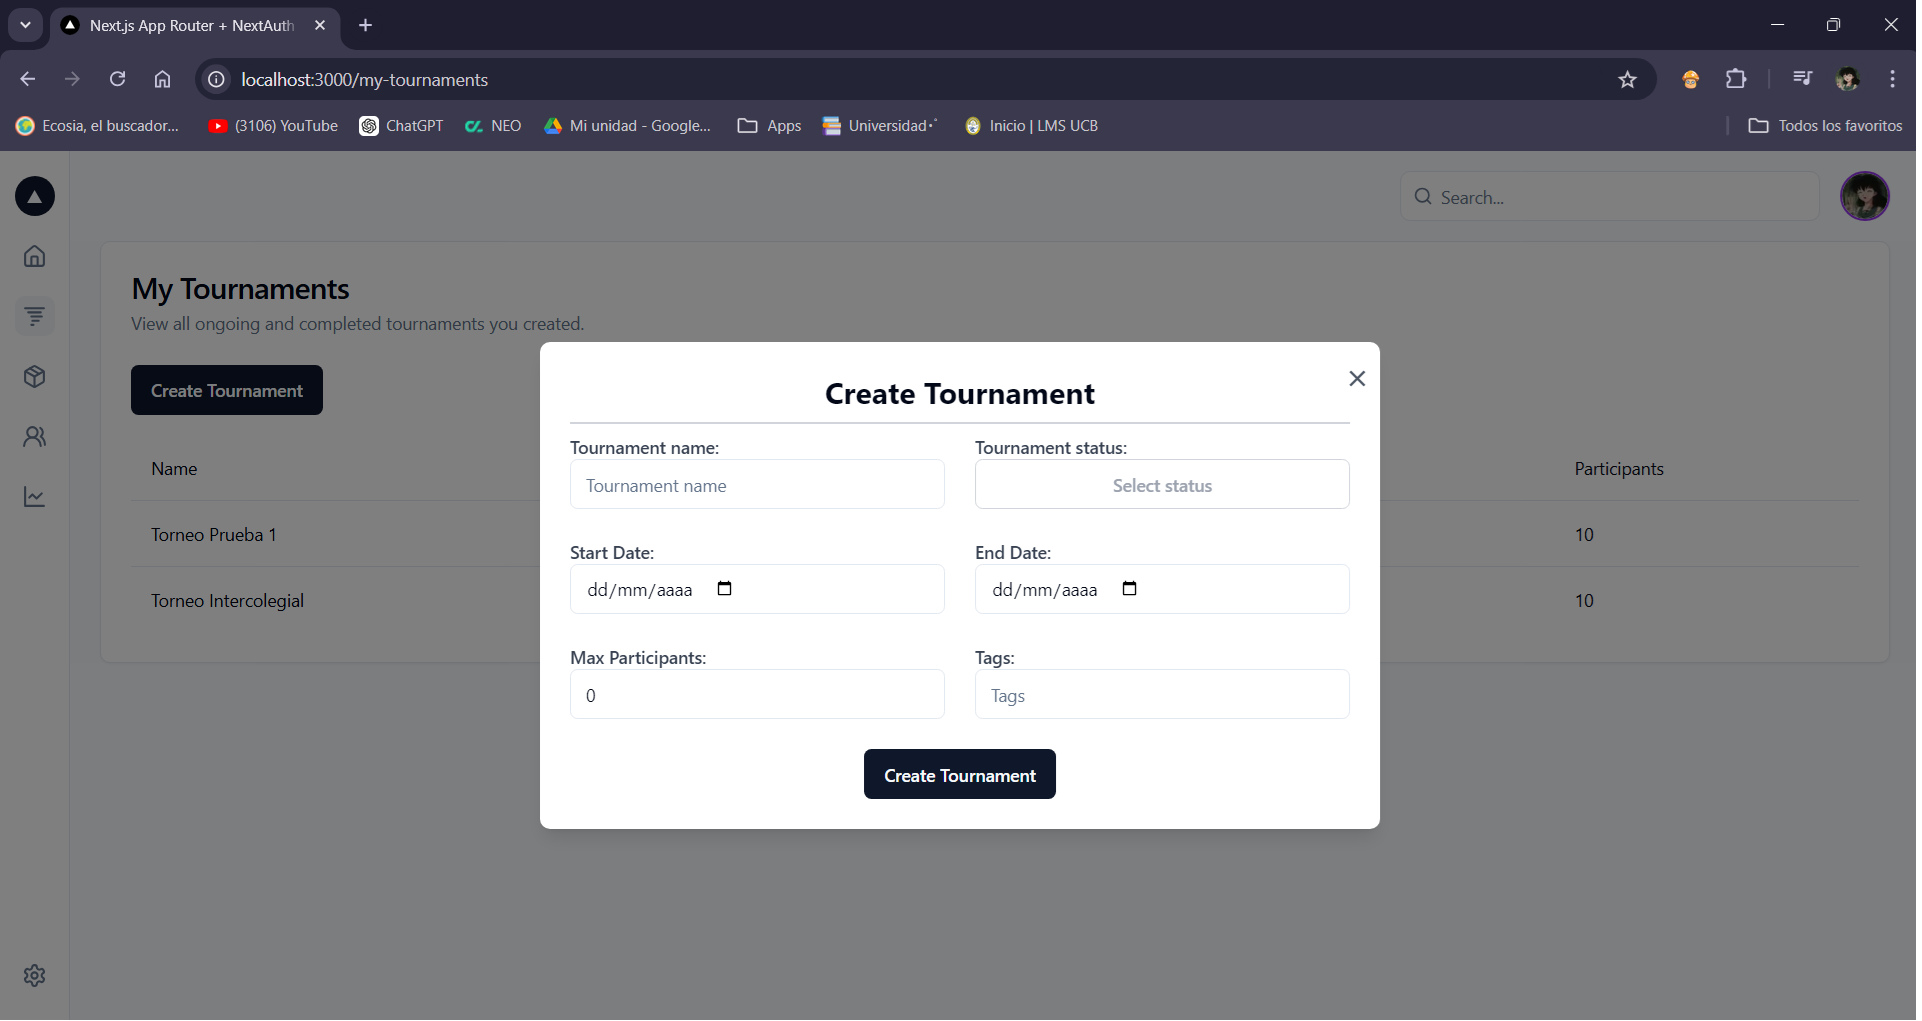 Next.js App Router + NextAuth
localhost:3000/my-tournaments
Ecosia, el buscador... (3106) YouTube ChatGPT NEO Mi unidad - Google... Apps Universidad Inicio | LMS UCB Todos los favoritos
Search...
My Tournaments
View all ongoing and completed tournaments you created.
Create Tournament
Name Participants
Torneo Prueba 1 10
Torneo Intercolegial 10
Create Tournament
Tournament name: Tournament status:
Tournament name Select status
Start Date: End Date:
dd/mm/aaaa dd/mm/aaaa
Max Participants: Tags:
0 Tags
Create Tournament